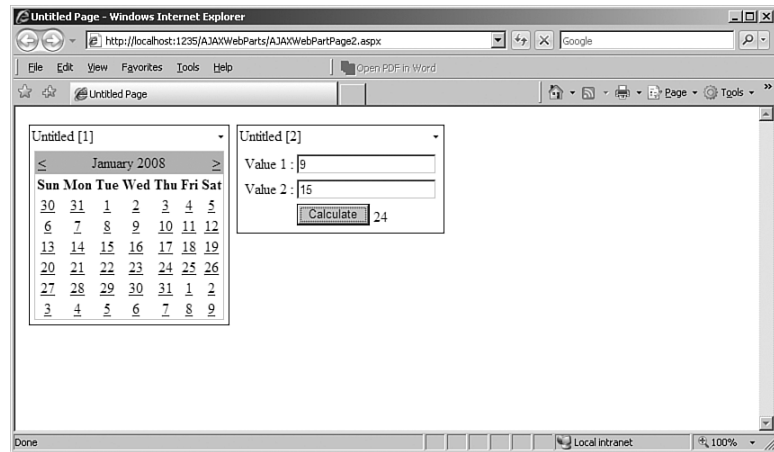 Untitled Page - Windows Internet Explorer
http://localhost:1235/AJAXWebParts/AJAXWebPartPage2.aspx
Google
File Edit View Favorites Tools Help
Open PDF in Word
Untitled Page
Page Tools
Untitled [1]
< January 2008 >
Sun Mon Tue Wed Thu Fri Sat
30 31 1 2 3 4 5
6 7 8 9 10 11 12
13 14 15 16 17 18 19
20 21 22 23 24 25 26
27 28 29 30 31 1 2
3 4 5 6 7 8 9
Untitled [2]
Value 1 : 9
Value 2 : 15
Calculate 24
Done
Local intranet
100%